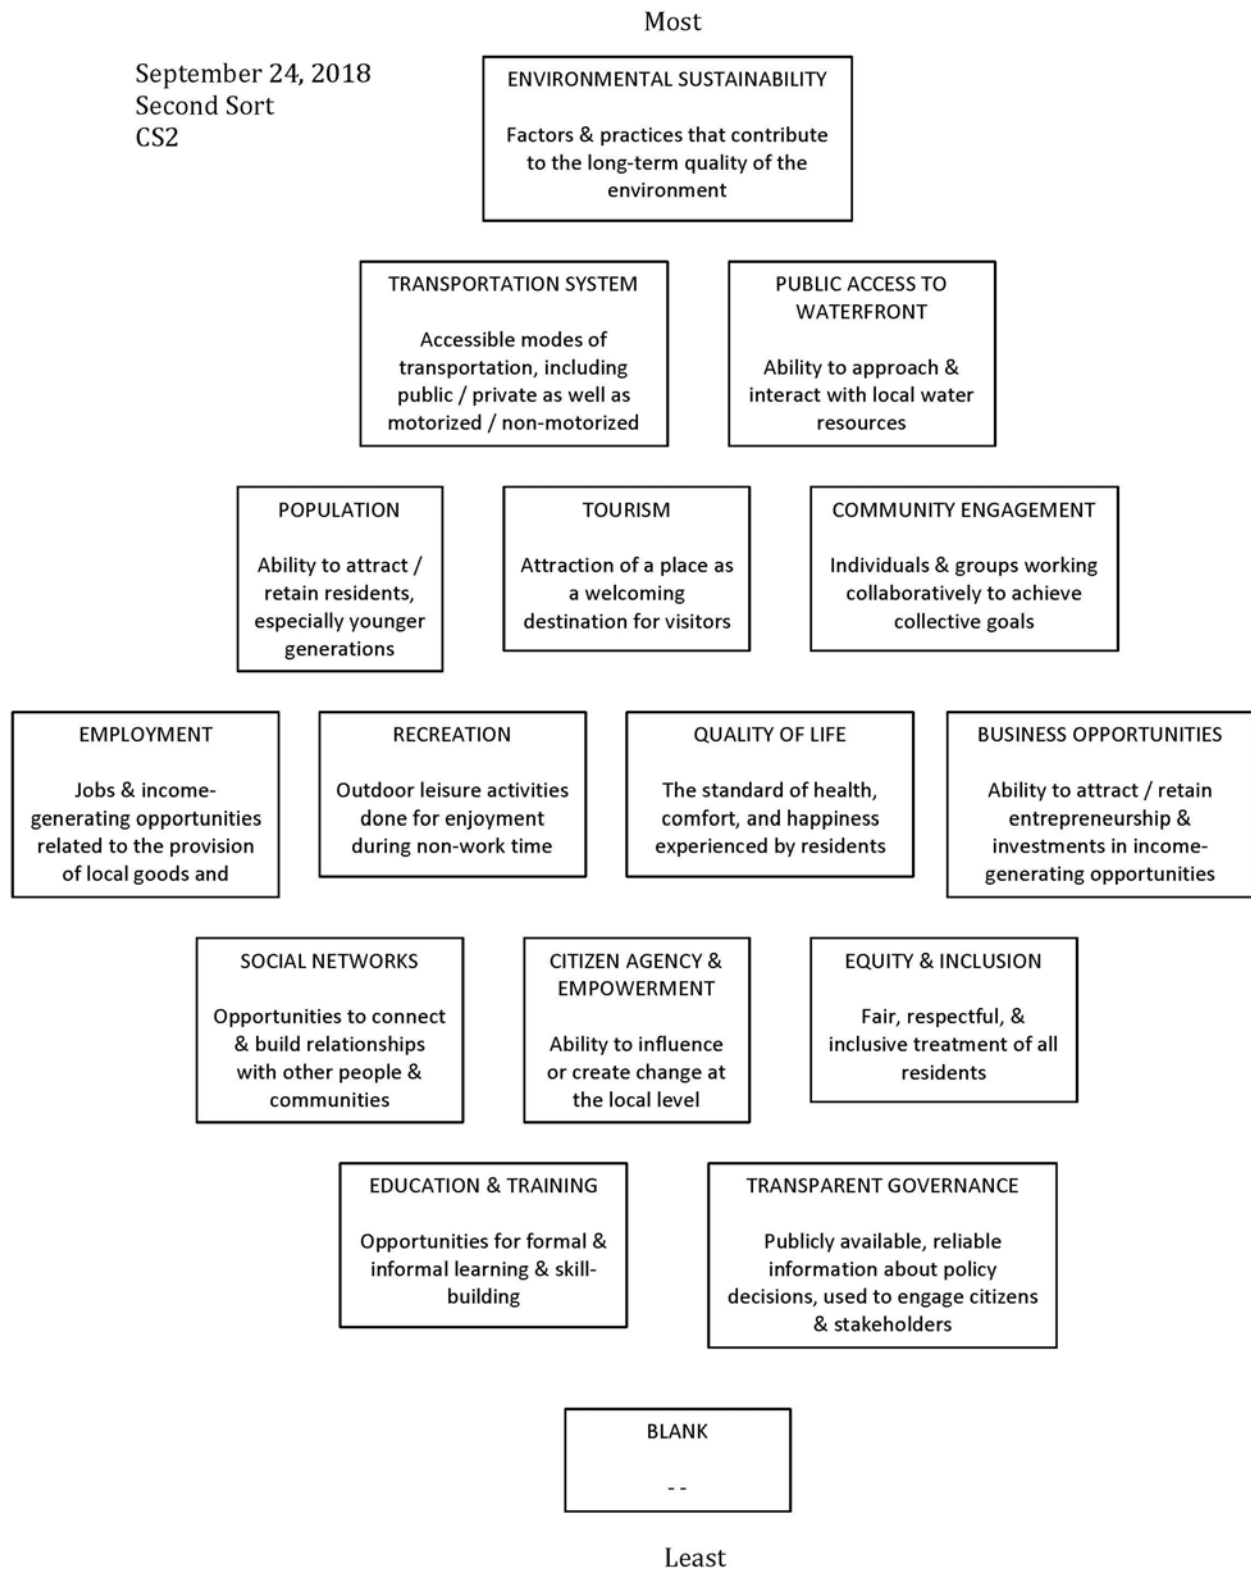 Most
September 24, 2018
Second Sort
CS2
ENVIRONMENTAL SUSTAINABILITY
Factors & practices that contribute
to the long-term quality of the
environment
TRANSPORTATION SYSTEM
Accessible modes of
transportation, including
public / private as well as
motorized / non-motorized
PUBLIC ACCESS TO
WATERFRONT
Ability to approach &
interact with local water
resources
POPULATION
Ability to attract /
retain residents,
especially younger
generations
TOURISM
Attraction of a place as
a welcoming
destination for visitors
COMMUNITY ENGAGEMENT
Individuals & groups working
collaboratively to achieve
collective goals
EMPLOYMENT
Jobs & income-
generating opportunities
related to the provision
of local goods and
RECREATION
Outdoor leisure activities
done for enjoyment
during non-work time
QUALITY OF LIFE
The standard of health,
comfort, and happiness
experienced by residents
BUSINESS OPPORTUNITIES
Ability to attract / retain
entrepreneurship &
investments in income-
generating opportunities
SOCIAL NETWORKS
Opportunities to connect
& build relationships
with other people &
communities
CITIZEN AGENCY &
EMPOWERMENT
Ability to influence
or create change at
the local level
EQUITY & INCLUSION
Fair, respectful, &
inclusive treatment of all
residents
EDUCATION & TRAINING
Opportunities for formal &
informal learning & skill-
building
TRANSPARENT GOVERNANCE
Publicly available, reliable
information about policy
decisions, used to engage citizens
& stakeholders
BLANK
- -
Least